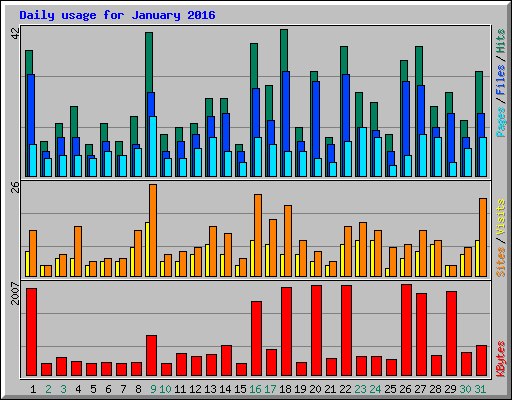 Daily usage for January 2016
42
Pages / Files / Hits
26
Sites / Visits
2007
KBytes
1 2 3 4 5 6 7 8 9 10 11 12 13 14 15 16 17 18 19 20 21 22 23 24 25 26 27 28 29 30 31